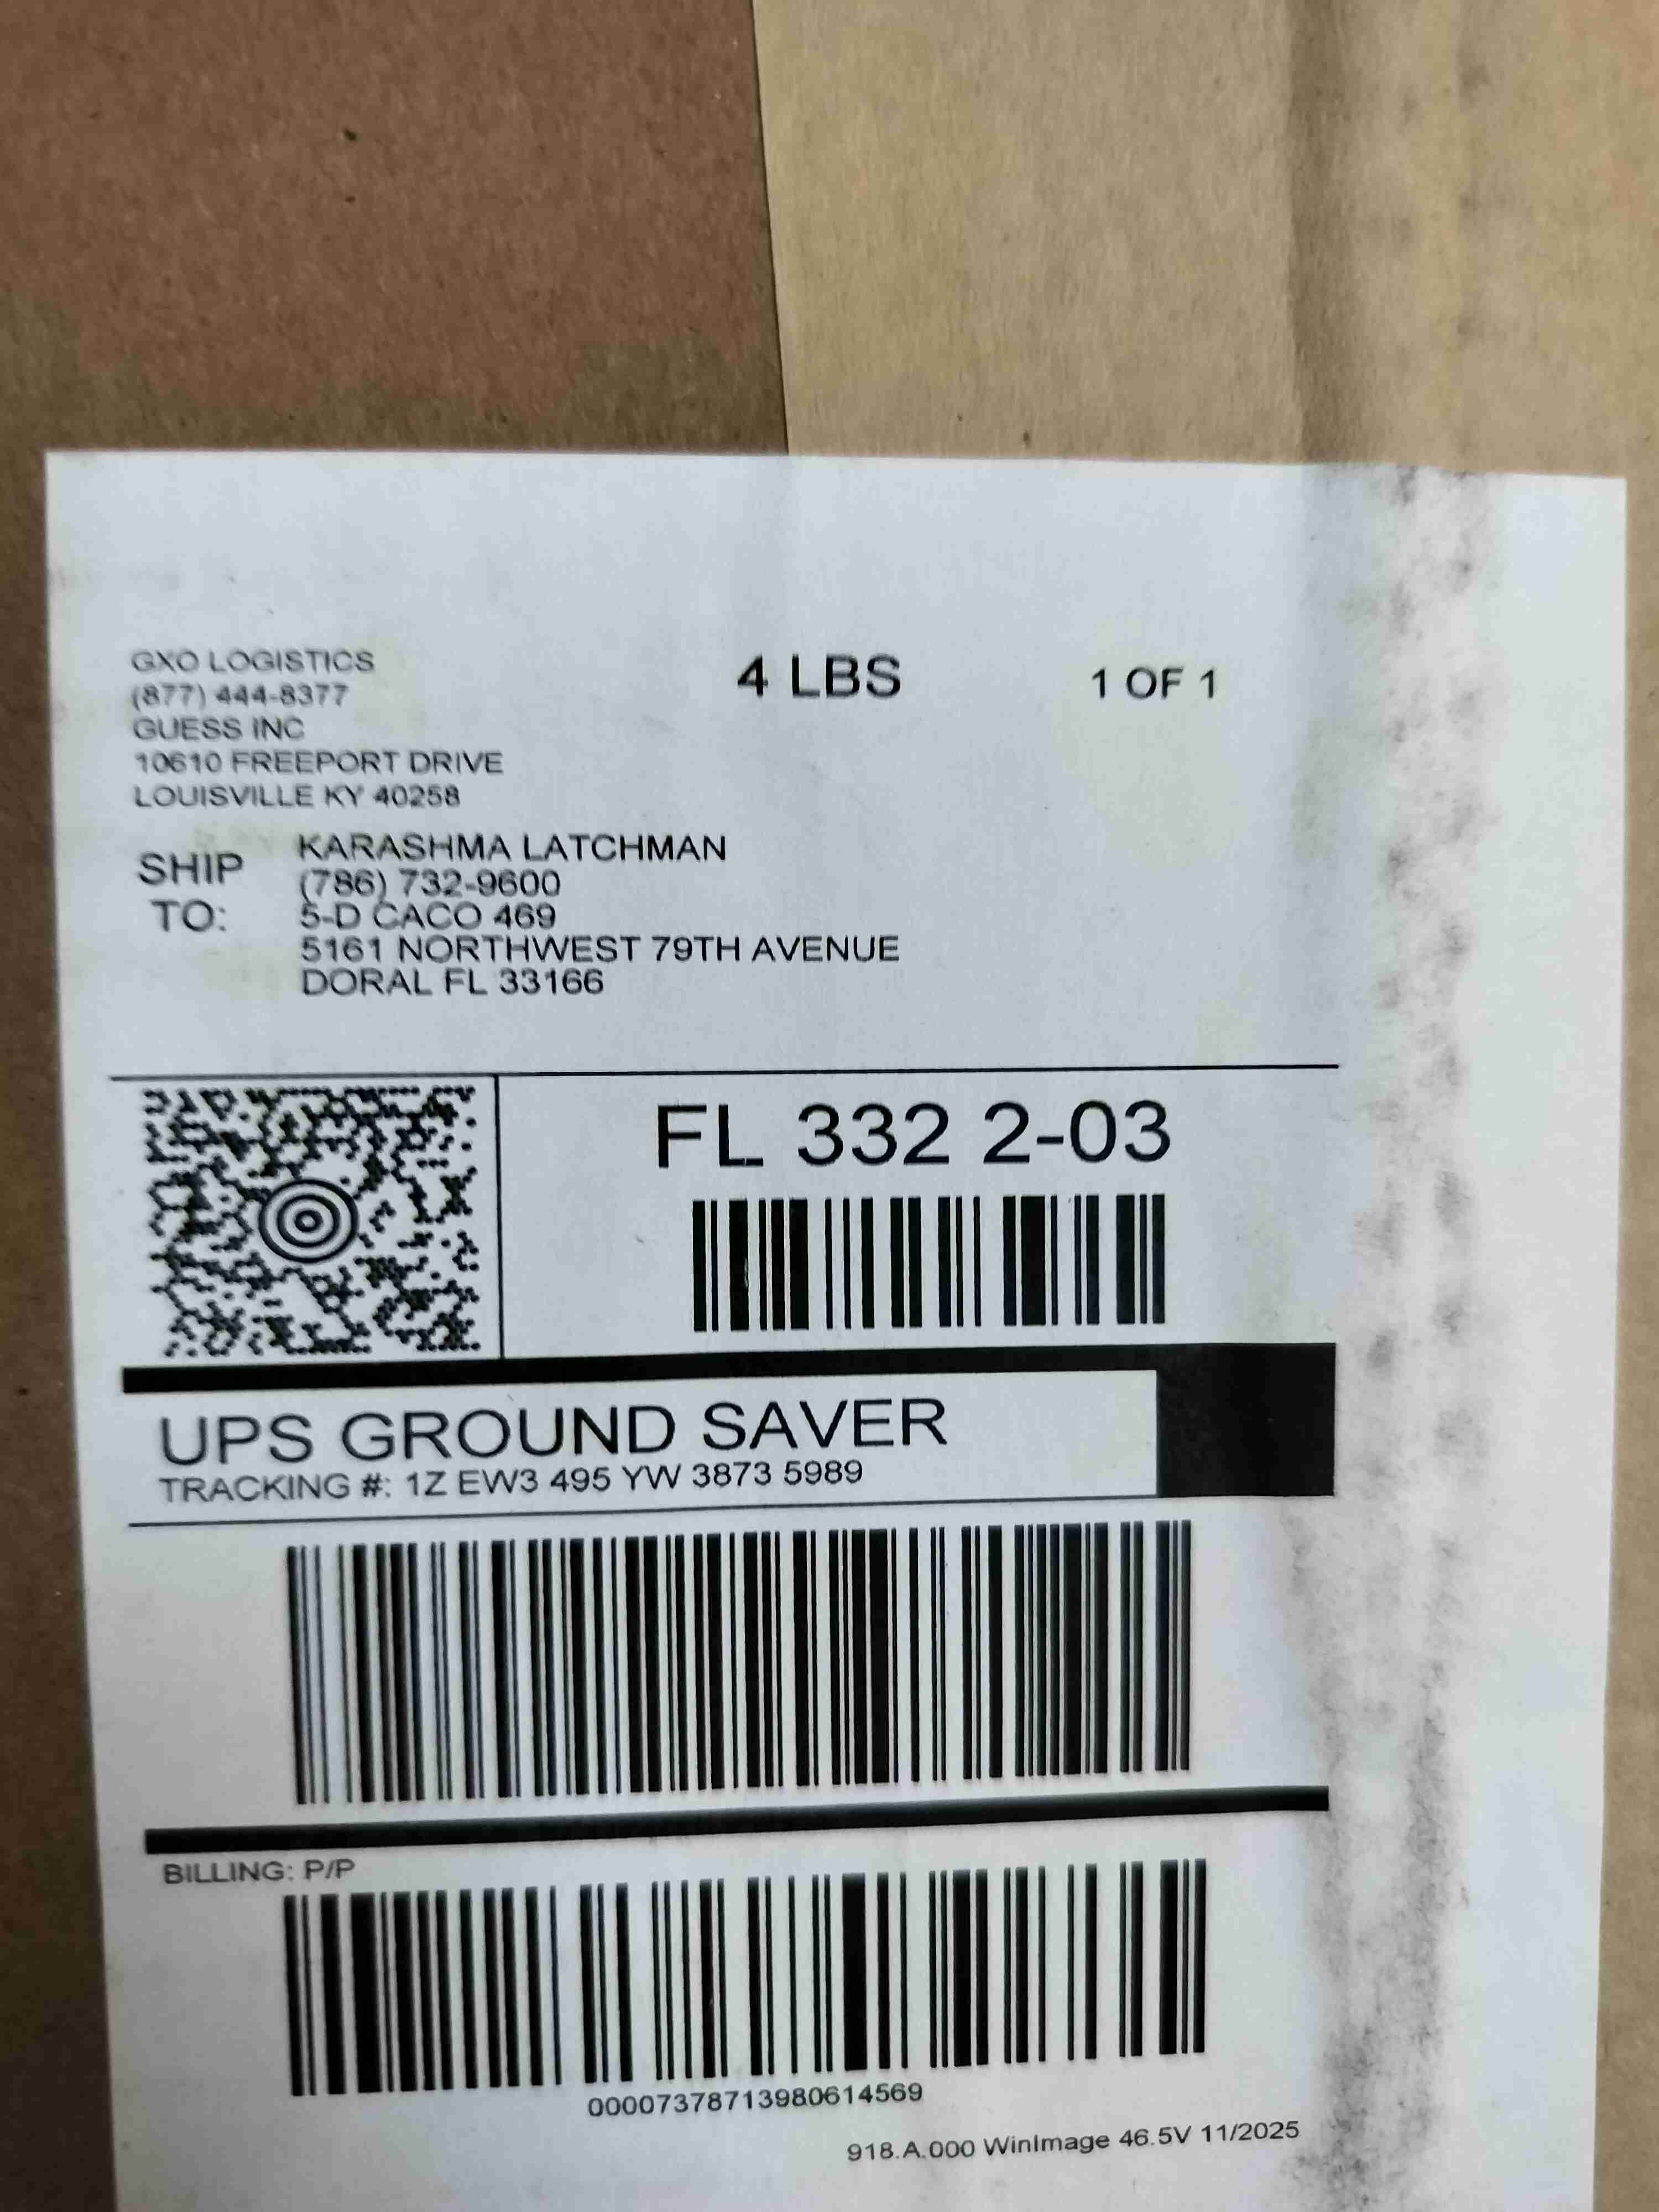 GXO LOGISTICS
(877) 444-8377
GUESS INC
10610 FREEPORT DRIVE
LOUISVILLE KY 40258
4 LBS
1 OF 1
SHIP TO:
KARASHMA LATCHMAN
(786) 732-9600
5-D CACO 469
5161 NORTHWEST 79TH AVENUE
DORAL FL 33166
FL 332 2-03
UPS GROUND SAVER
TRACKING #: 1Z EW3 495 YW 3873 5989
BILLING: P/P
00007378713980614569
918.A.000 WinImage 46.5V 11/2025